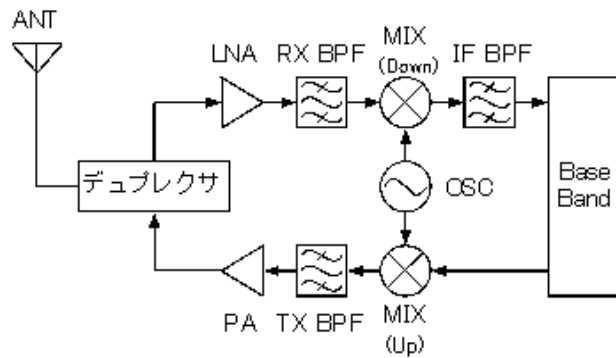 ANT
LNA
RX BPF
MIX
(Down)
IF BPF
デュプレクサ
OSC
Base
Band
PA
TX BPF
MIX
(Up)